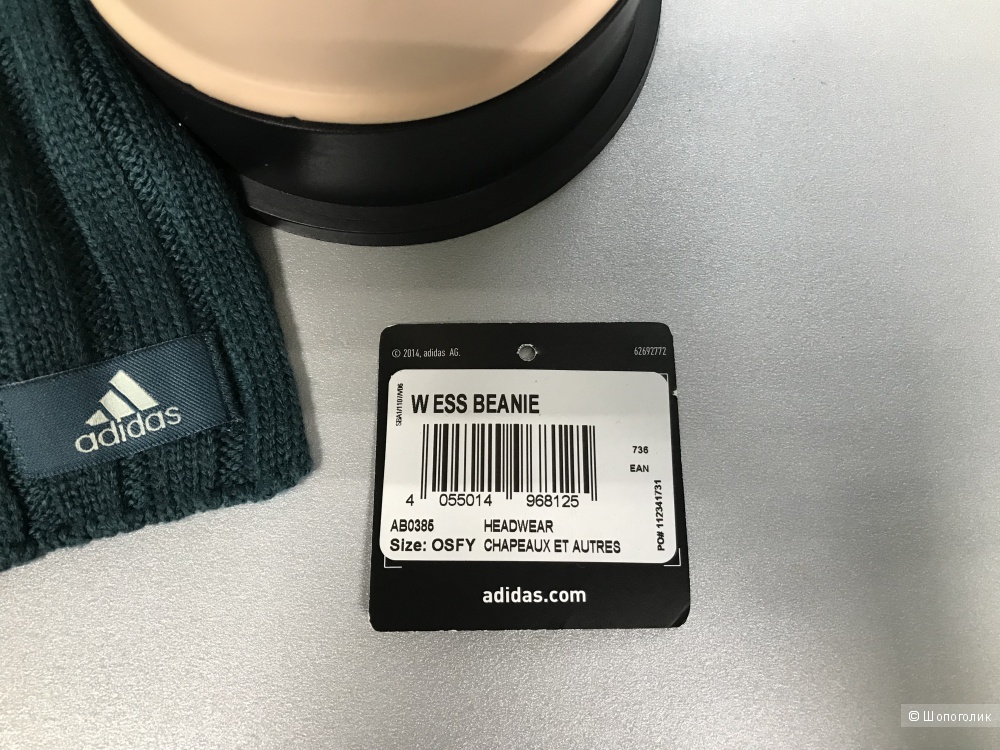 adidas
© 2014, adidas AG.
62692772
W ESS BEANIE
736
EAN
4 055014 968125
PO# 112341731
AB0385 HEADWEAR
Size: OSFY CHAPEAUX ET AUTRES
adidas.com
© Шопоголик